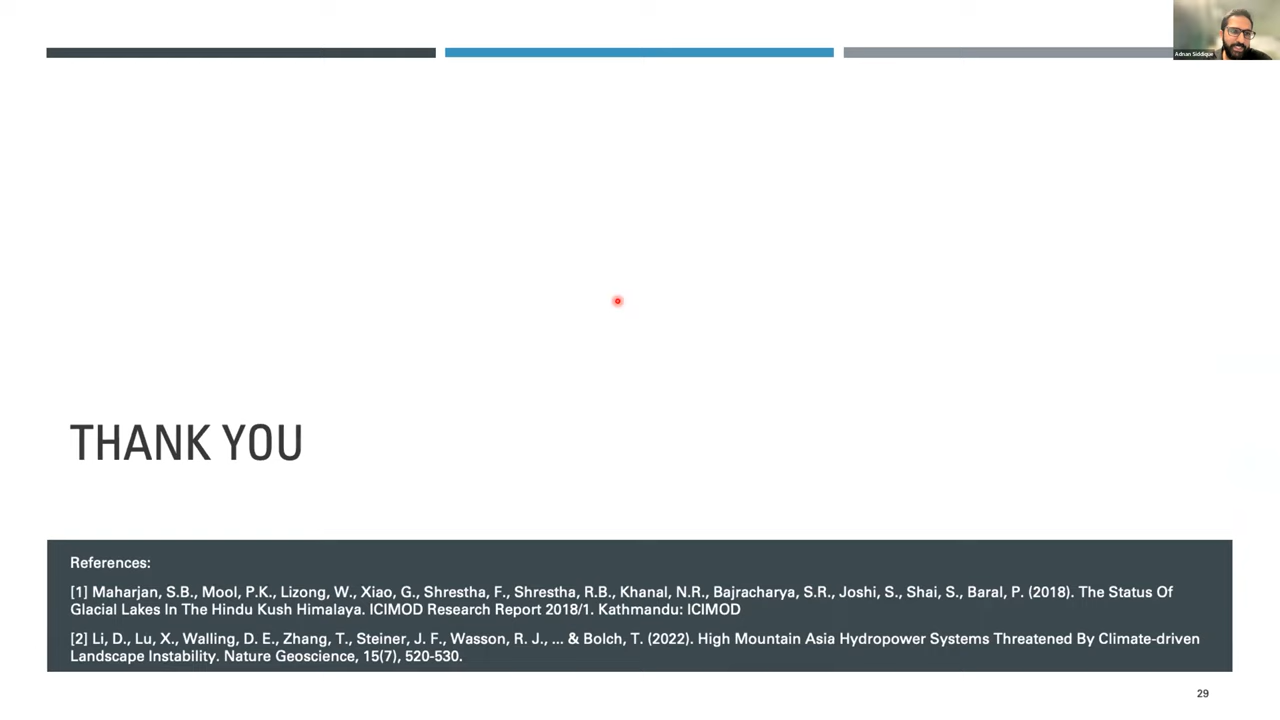 Adnan Siddique
THANK YOU
References:
[1] Maharjan, S.B., Mool, P.K., Lizong, W., Xiao, G., Shrestha, F., Shrestha, R.B., Khanal, N.R., Bajracharya, S.R., Joshi, S., Shai, S., Baral, P. (2018). The Status Of
Glacial Lakes In The Hindu Kush Himalaya. ICIMOD Research Report 2018/1. Kathmandu: ICIMOD
[2] Li, D., Lu, X., Walling, D. E., Zhang, T., Steiner, J. F., Wasson, R. J., ... & Bolch, T. (2022). High Mountain Asia Hydropower Systems Threatened By Climate-driven
Landscape Instability. Nature Geoscience, 15(7), 520-530.
29